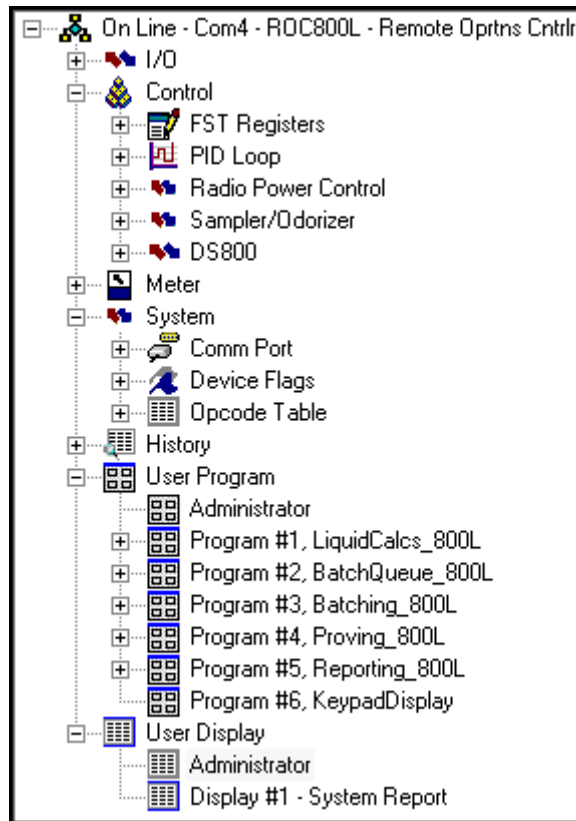 On Line - Com4 - ROC800L - Remote Oprtns Cntrlr
I/O
Control
FST Registers
PID Loop
Radio Power Control
Sampler/Odorizer
DS800
Meter
System
Comm Port
Device Flags
Opcode Table
History
User Program
Administrator
Program #1, LiquidCalcs_800L
Program #2, BatchQueue_800L
Program #3, Batching_800L
Program #4, Proving_800L
Program #5, Reporting_800L
Program #6, KeypadDisplay
User Display
Administrator
Display #1 - System Report